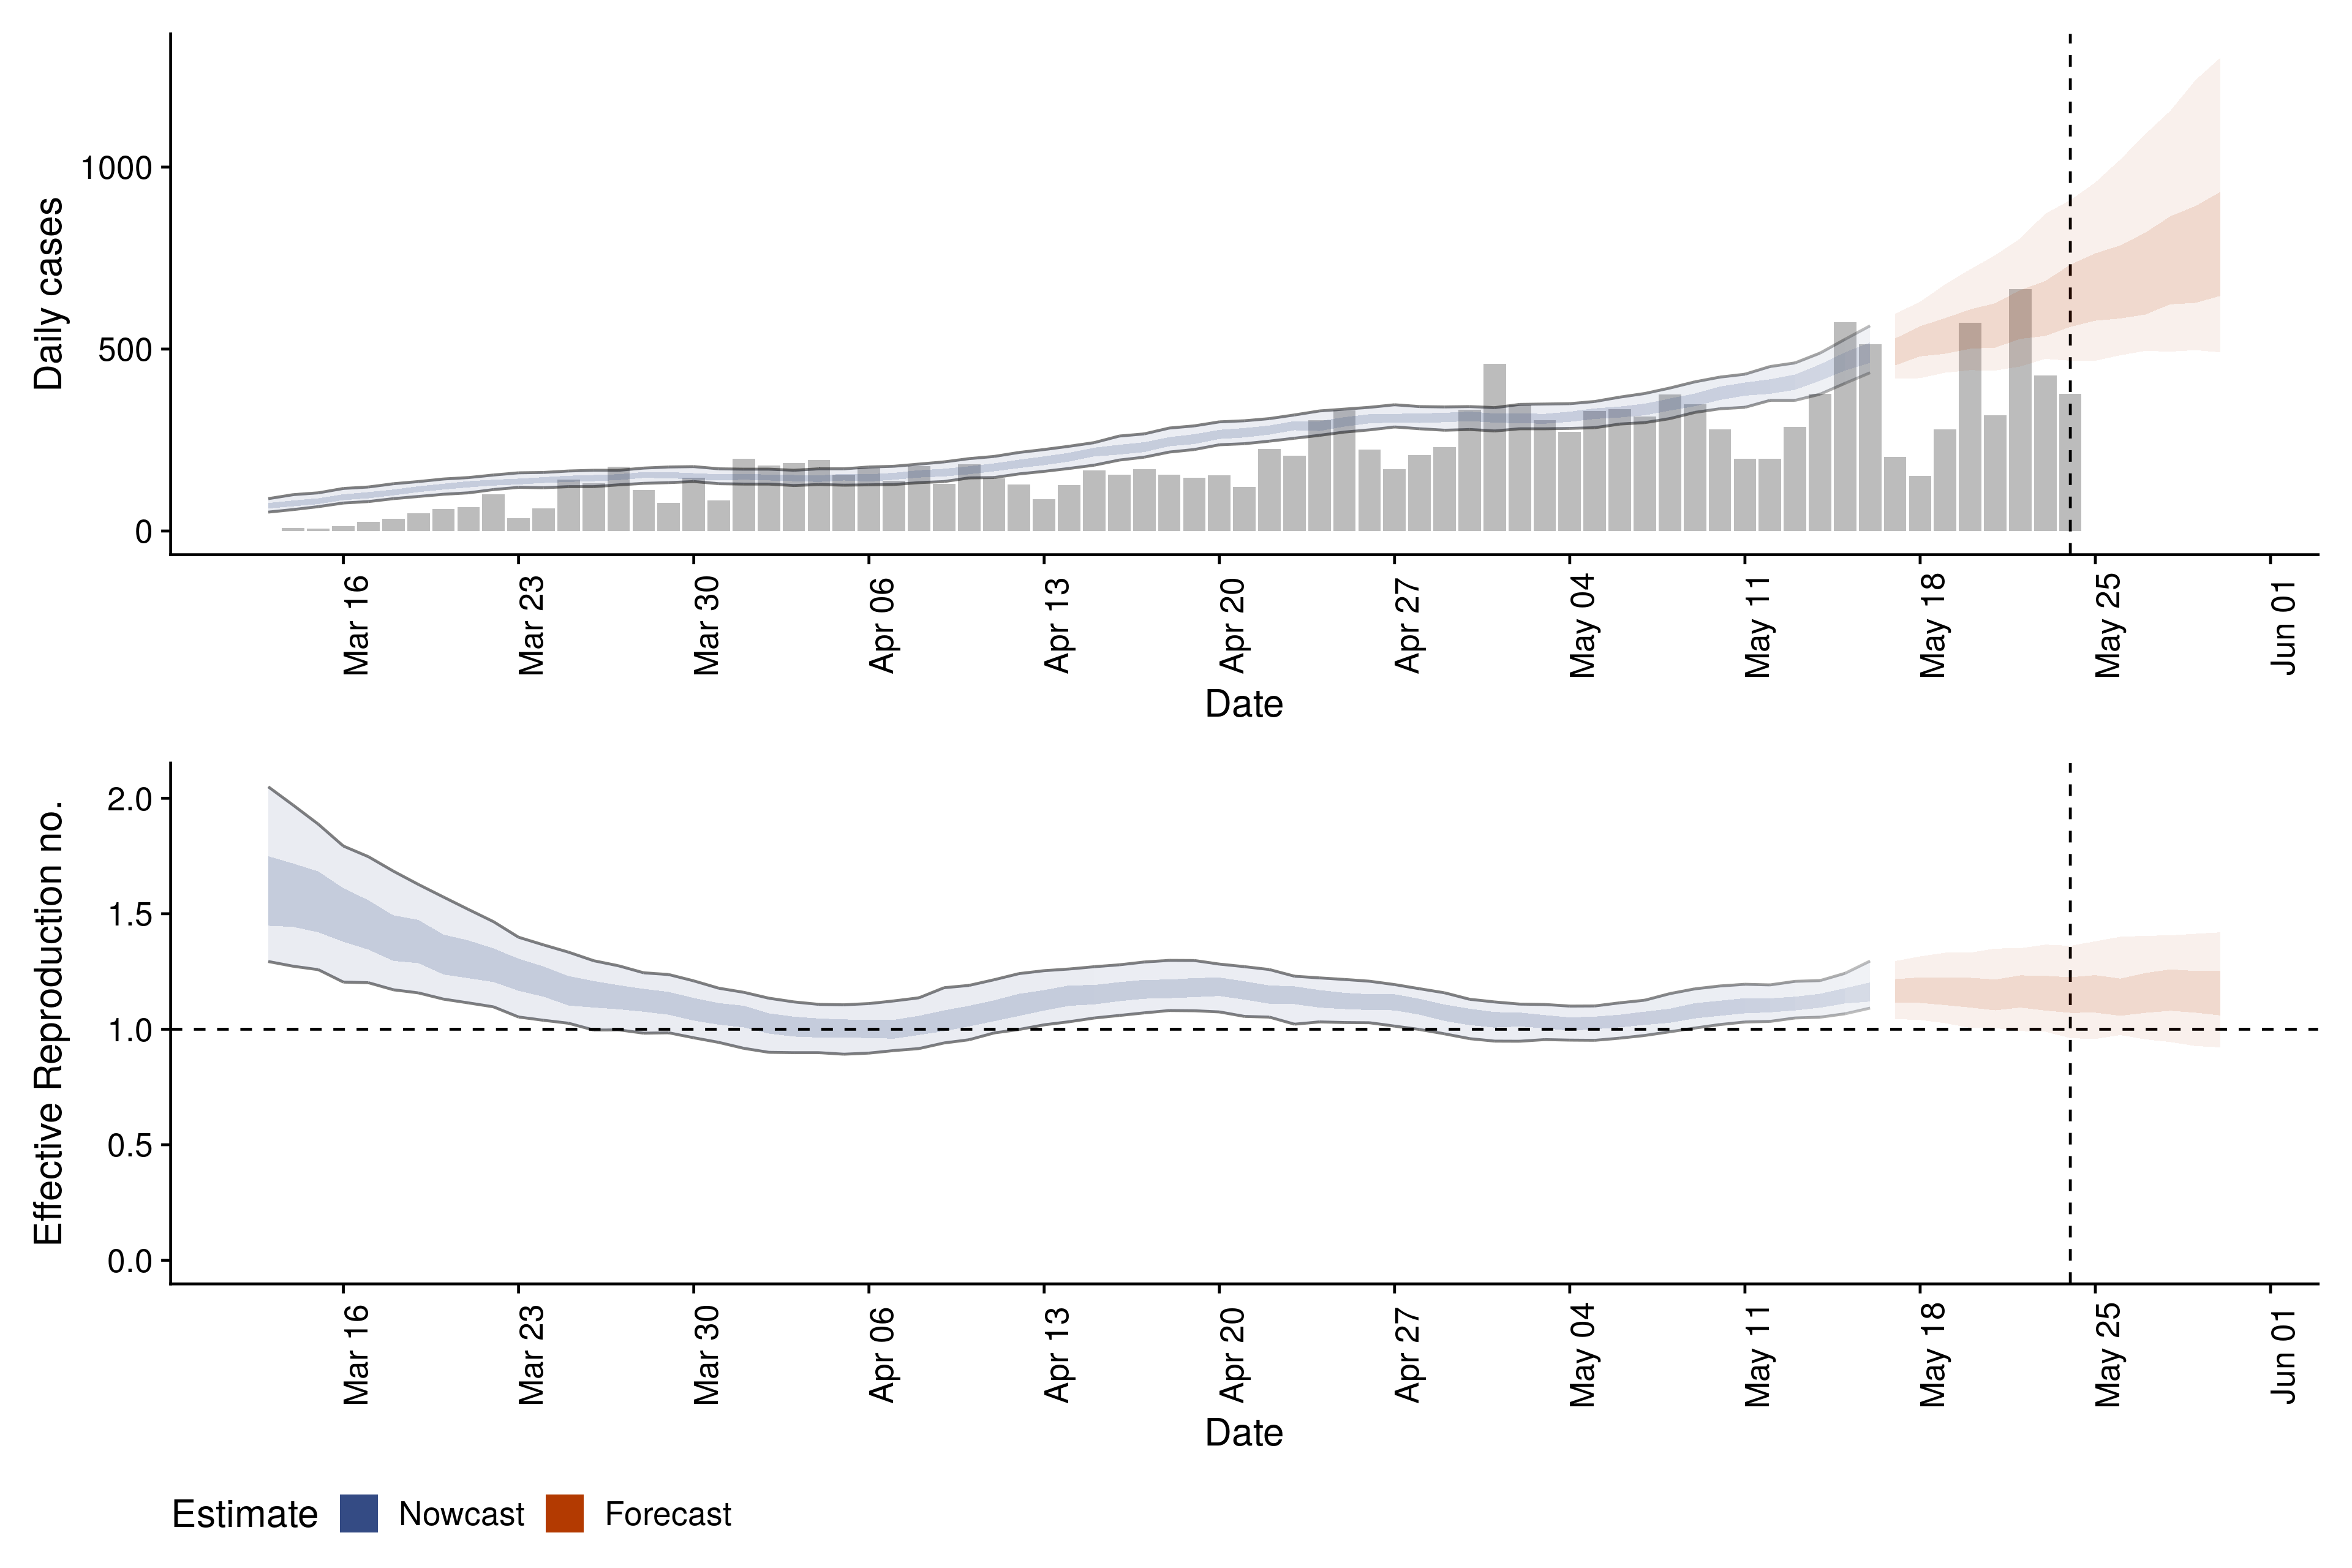 Daily cases
1000
500
0
Mar 16
Mar 23
Mar 30
Apr 06
Apr 13
Apr 20
Apr 27
May 04
May 11
May 18
May 25
Jun 01
Date
Effective Reproduction no.
2.0
1.5
1.0
0.5
0.0
Mar 16
Mar 23
Mar 30
Apr 06
Apr 13
Apr 20
Apr 27
May 04
May 11
May 18
May 25
Jun 01
Date
Estimate Nowcast Forecast